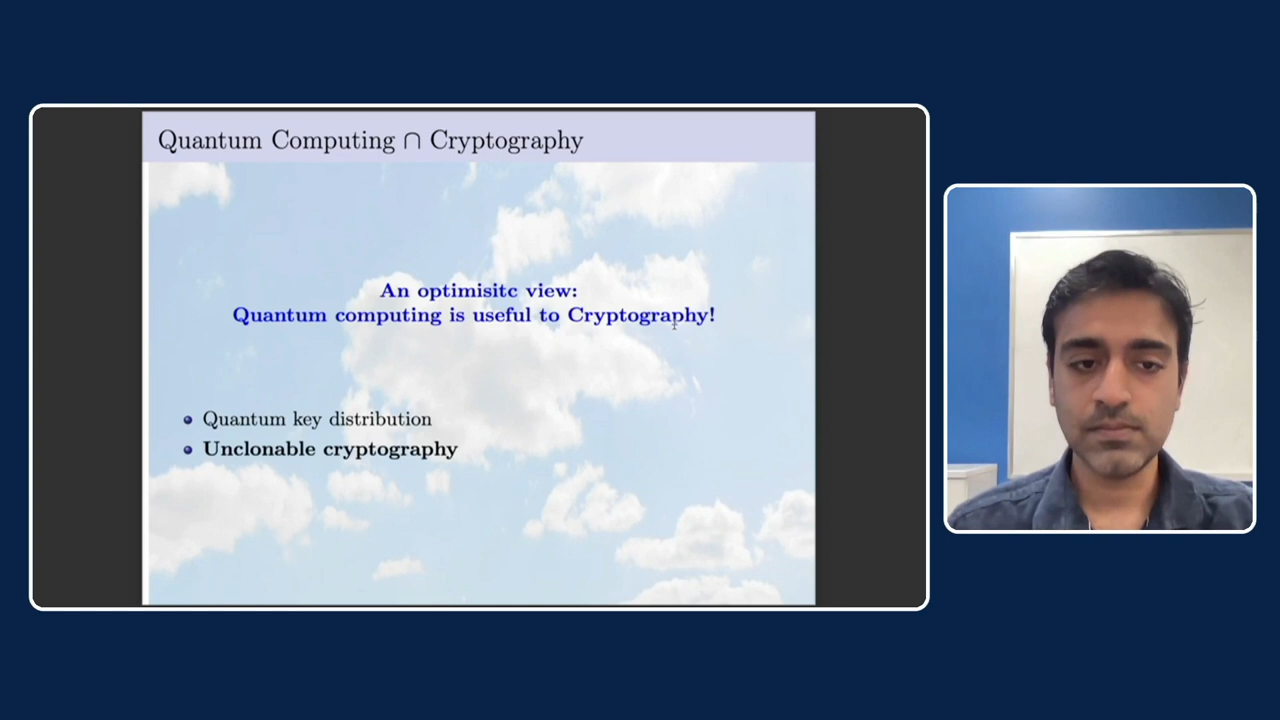 Quantum Computing ∩ Cryptography
An optimisitc view:
Quantum computing is useful to Cryptography!
Quantum key distribution
Unclonable cryptography